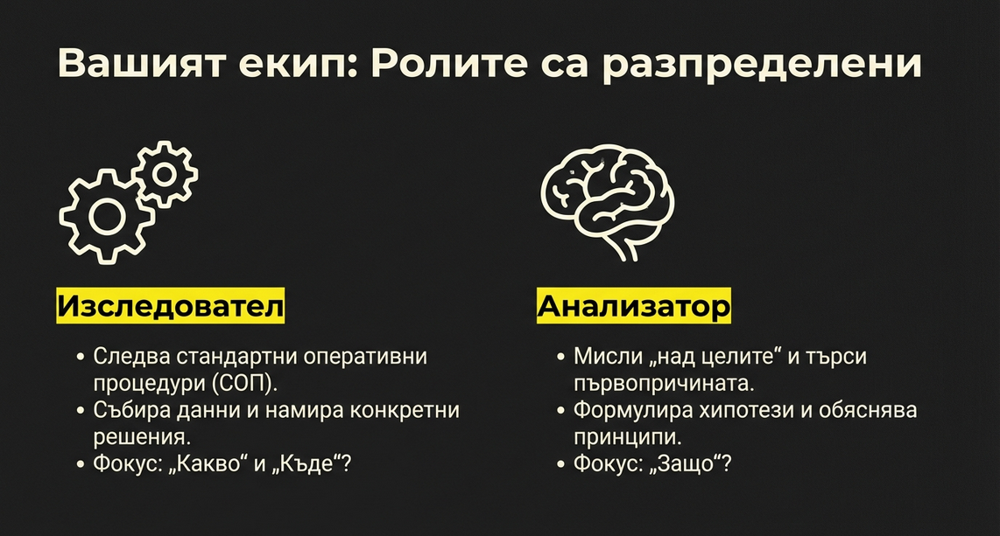 Вашият екип: Ролите са разпределени
Изследовател
• Следва стандартни оперативни
процедури (СОП).
• Събира данни и намира конкретни
решения.
• Фокус: „Какво“ и „Къде“?
Анализатор
• Мисли „над целите“ и търси
първопричината.
• Формулира хипотези и обяснява
принципи.
• Фокус: „Защо“?